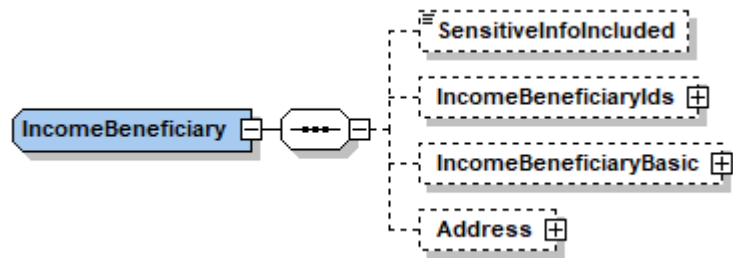 SensitiveInfoIncluded
IncomeBeneficiaryIds
IncomeBeneficiary
IncomeBeneficiaryBasic
Address